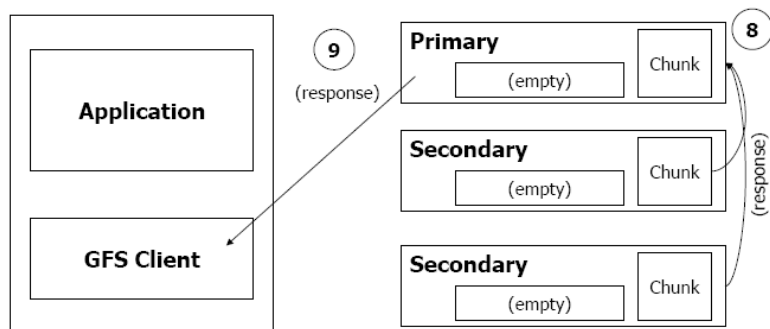 Application
GFS Client
9
(response)
Primary
(empty)
Chunk
8
Secondary
(empty)
Chunk
(response)
Secondary
(empty)
Chunk